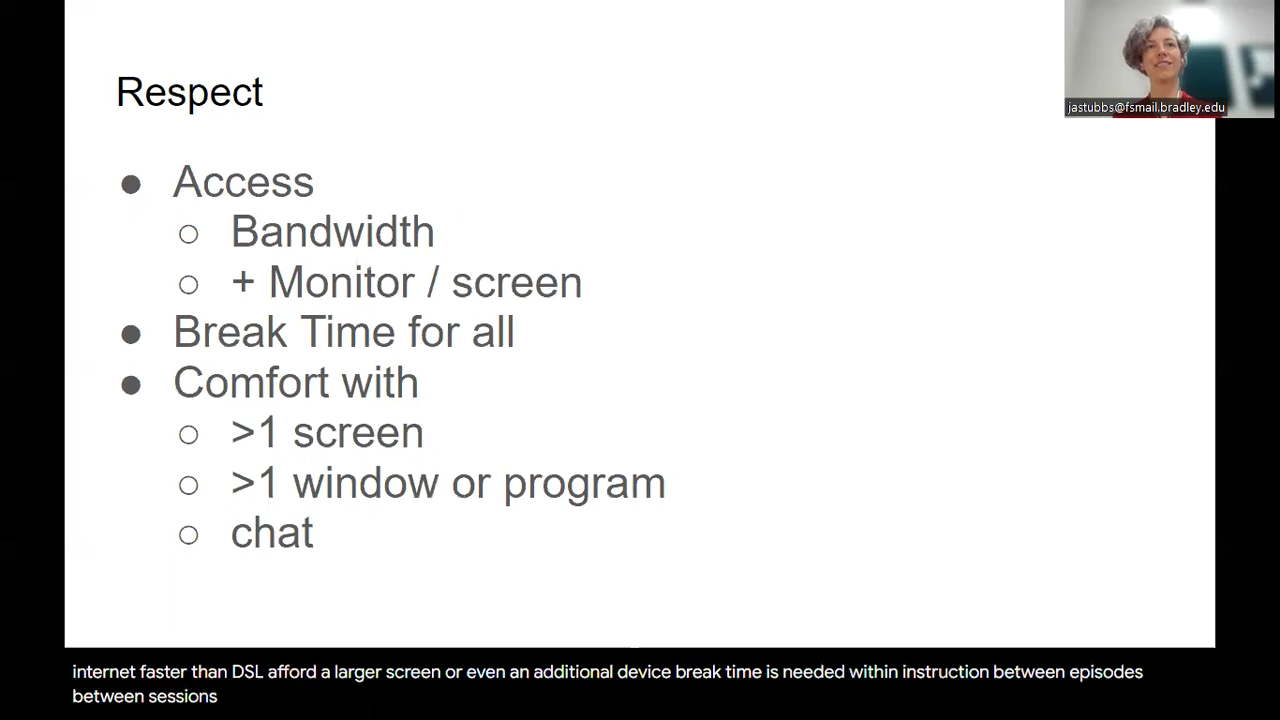 Respect
jastubbs@fsmail.bradley.edu
● Access
○ Bandwidth
○ + Monitor / screen
● Break Time for all
● Comfort with
○ >1 screen
○ >1 window or program
○ chat
internet faster than DSL afford a larger screen or even an additional device break time is needed within instruction between episodes
between sessions